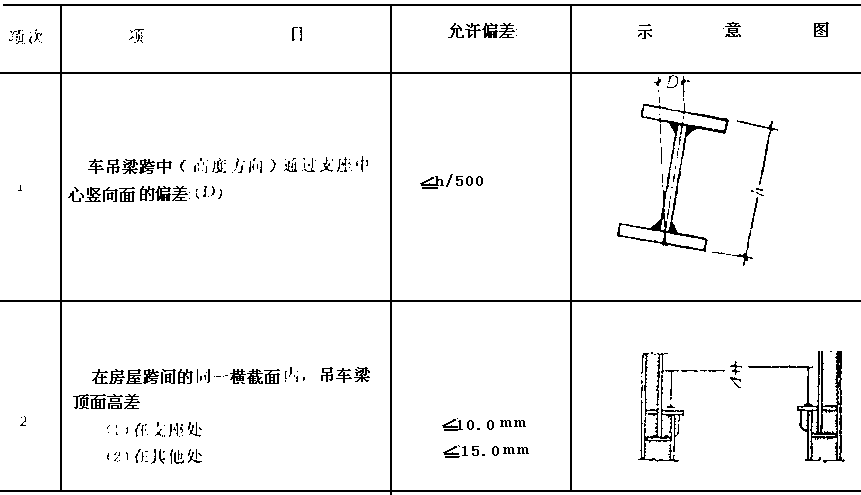 项次 项 目 允许偏差 示 意 图
1
车吊梁跨中(高度方向)通过支座中
心竖向面的偏差(D)
≤h/500
D
h
2
在房屋跨间的同一横截面内,吊车梁
顶面高差
(1)在支座处
(2)在其他处
≤10.0mm
≤15.0mm